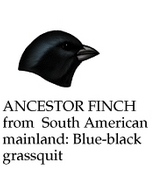 ANCESTOR FINCH
from South American
mainland: Blue-black
grassquit